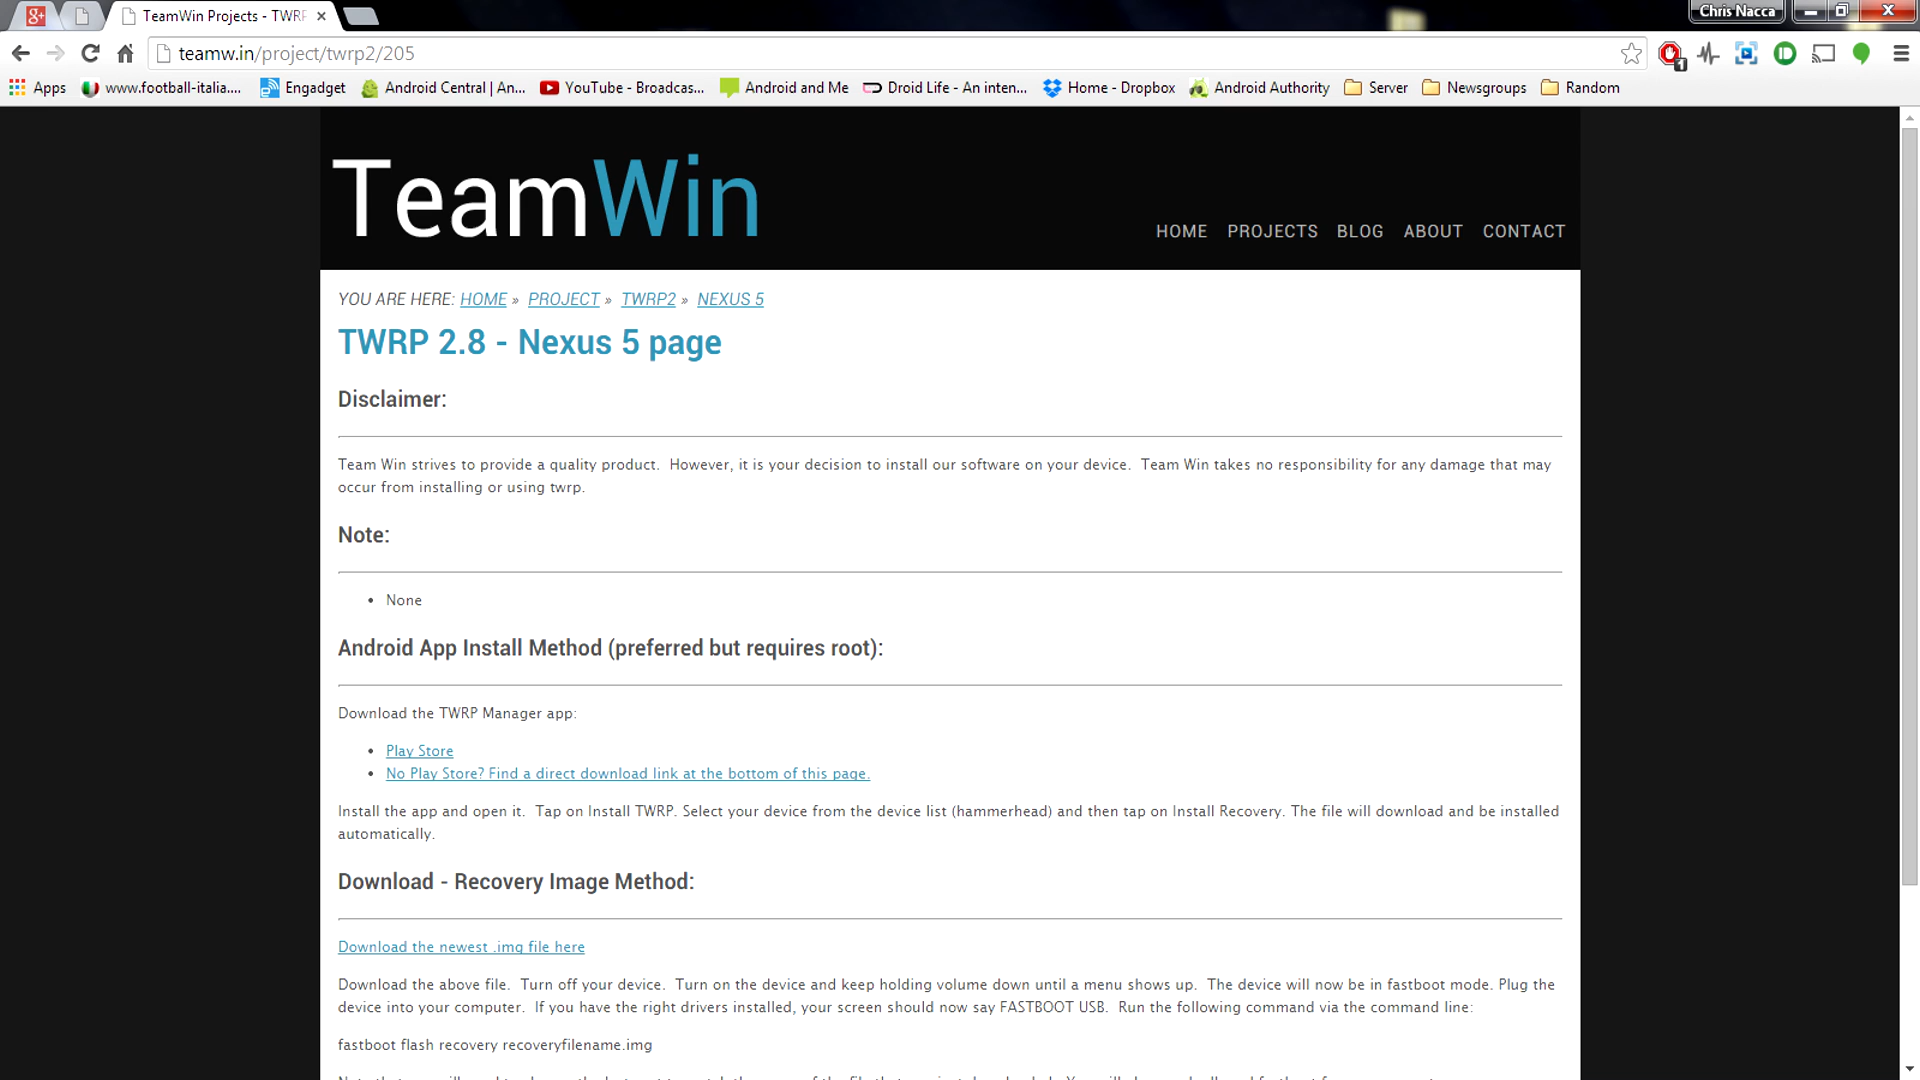 TeamWin Projects - TWRP
Chris Nacca
teamw.in/project/twrp2/205
1
Apps
www.football-italia....
Engadget
Android Central | An...
YouTube - Broadcas...
Android and Me
Droid Life - An inten...
Home - Dropbox
Android Authority
Server
Newsgroups
Random
TeamWin
HOME PROJECTS BLOG ABOUT CONTACT
YOU ARE HERE: HOME » PROJECT » TWRP2 » NEXUS 5
TWRP 2.8 - Nexus 5 page
Disclaimer:
Team Win strives to provide a quality product. However, it is your decision to install our software on your device. Team Win takes no responsibility for any damage that may
occur from installing or using twrp.
Note:
• None
Android App Install Method (preferred but requires root):
Download the TWRP Manager app:
• Play Store
• No Play Store? Find a direct download link at the bottom of this page.
Install the app and open it. Tap on Install TWRP. Select your device from the device list (hammerhead) and then tap on Install Recovery. The file will download and be installed
automatically.
Download - Recovery Image Method:
Download the newest .img file here
Download the above file. Turn off your device. Turn on the device and keep holding volume down until a menu shows up. The device will now be in fastboot mode. Plug the
device into your computer. If you have the right drivers installed, your screen should now say FASTBOOT USB. Run the following command via the command line:
fastboot flash recovery recoveryfilename.img